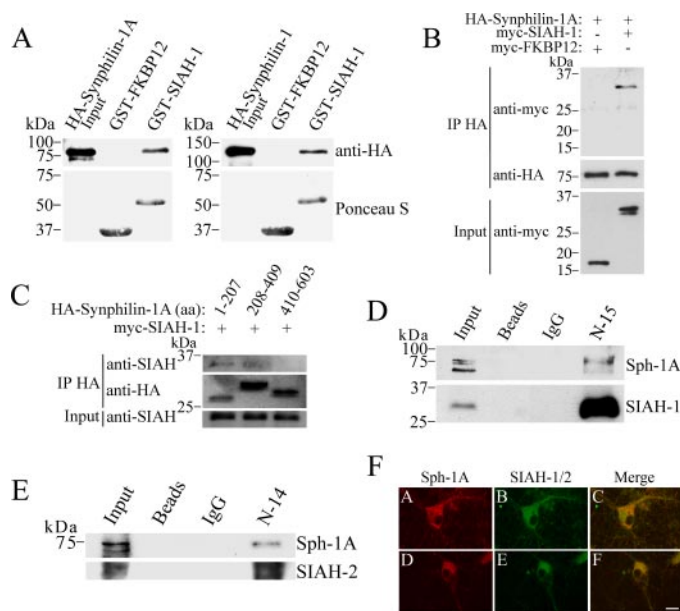 A
HA-Synphilin-1A
Input
GST-FKBP12
GST-SIAH-1
HA-Synphilin-1
Input
GST-FKBP12
GST-SIAH-1
kDa
100
75
75
50
37
kDa
150
100
75
50
37
anti-HA
Ponceau S
B
HA-Synphilin-1A: + +
myc-SIAH-1: - +
myc-FKBP12: + -
kDa
37
25
20
15
75
37
20
15
IP HA
anti-myc
anti-HA
Input
anti-myc
C
HA-Synphilin-1A (aa):
1-207
208-409
410-603
myc-SIAH-1: + + +
kDa
37
25
IP HA
anti-SIAH
anti-HA
Input
anti-SIAH
D
Input
Beads
IgG
N-15
kDa
100
75
50
37
25
Sph-1A
SIAH-1
E
Input
Beads
IgG
N-14
kDa
75
Sph-1A
SIAH-2
F
Sph-1A SIAH-1/2 Merge
A B C
D E F